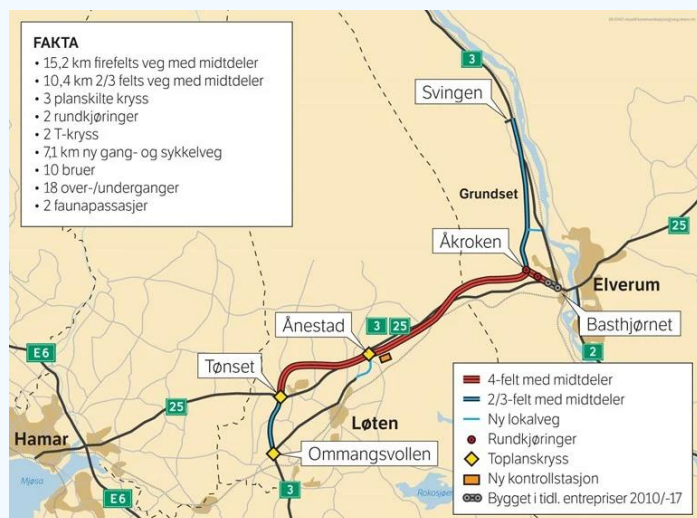 FAKTA
• 15,2 km firefelts veg med midtdeler
• 10,4 km 2/3 felts veg med midtdeler
• 3 planskilte kryss
• 2 rundkjøringer
• 2 T-kryss
• 7,1 km ny gang- og sykkelveg
• 10 bruer
• 18 over-/underganger
• 2 faunapassasjer
3
Svingen
Grundset
25
Åkroken
Elverum
Basthjørnet
3 25
Ånestad
2
Tønset
E6
25
Løten
Hamar
Ommangsvollen
Mjøsa
E6
3
Rokosjøen
4-felt med midtdeler
2/3-felt med midtdeler
Ny lokalveg
Rundkjøringer
Toplanskryss
Ny kontrollstasjon
Bygget i tidl. entrepriser 2010/-17